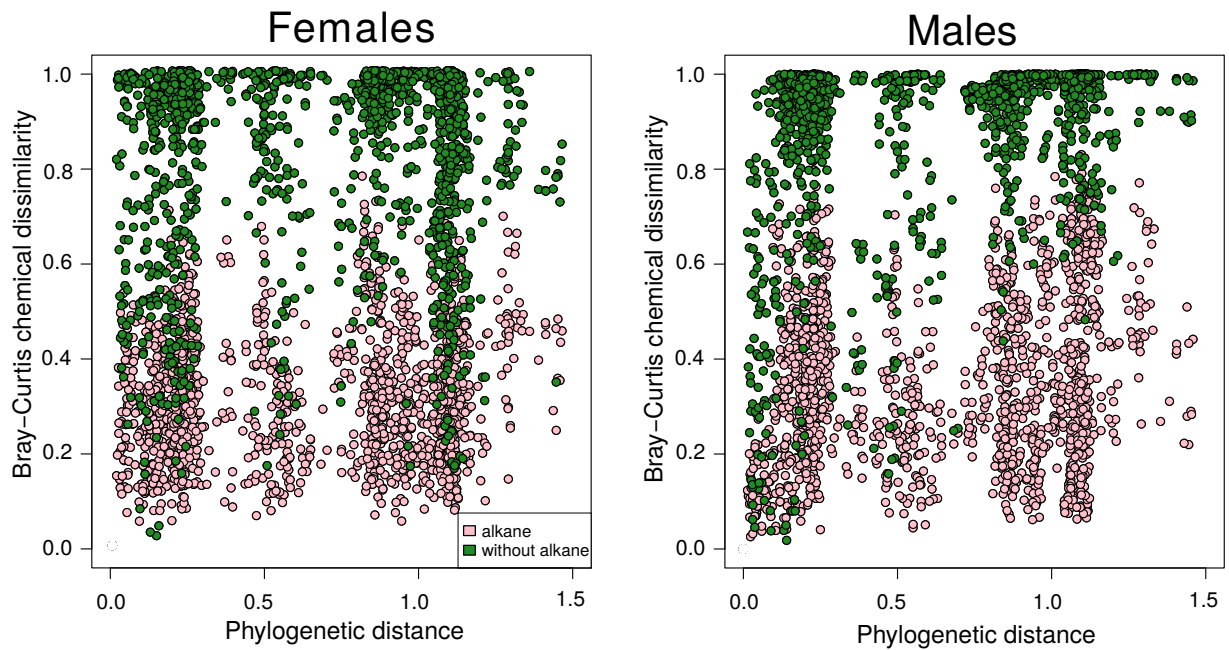 Females
Bray−Curtis chemical dissimilarity
1.0
0.8
0.6
0.4
0.2
0.0
alkane
without alkane
0.0 0.5 1.0 1.5
Phylogenetic distance
Males
Bray−Curtis chemical dissimilarity
1.0
0.8
0.6
0.4
0.2
0.0
0.0 0.5 1.0 1.5
Phylogenetic distance